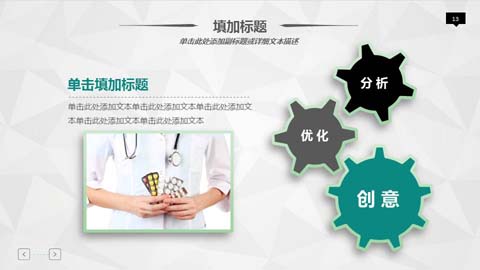 填加标题
单击此处添加副标题或详细文本描述
13
单击填加标题
单击此处添加文本单击此处添加文本单击此处添加文
本单击此处添加文本单击此处添加文本
分析
优化
创意